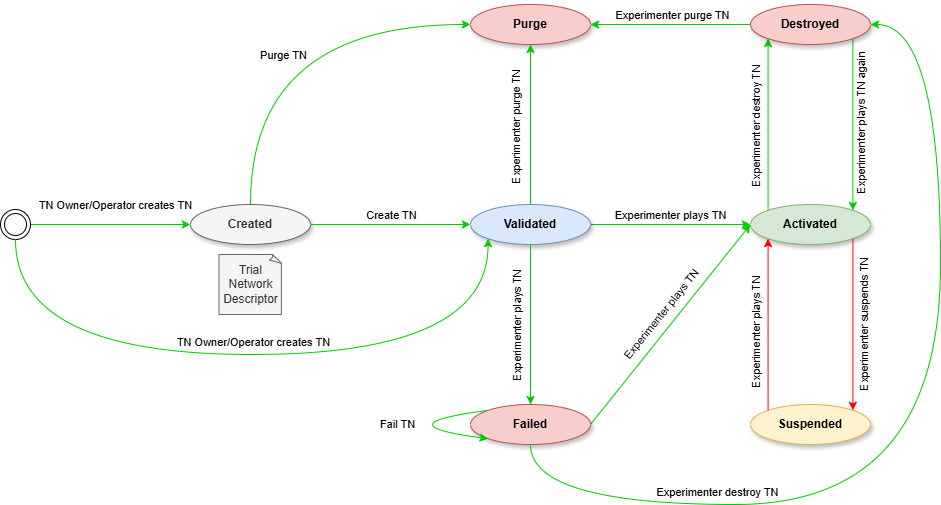 Purge
Experimenter purge TN
Destroyed
Purge TN
Experimenter purge TN
Experimenter destroy TN
Experimenter plays TN again
TN Owner/Operator creates TN
Created
Create TN
Validated
Experimenter plays TN
Activated
Trial
Network
Descriptor
TN Owner/Operator creates TN
Experimenter plays TN
Experimenter plays TN
Experimenter plays TN
Experimenter suspends TN
Fail TN
Failed
Suspended
Experimenter destroy TN